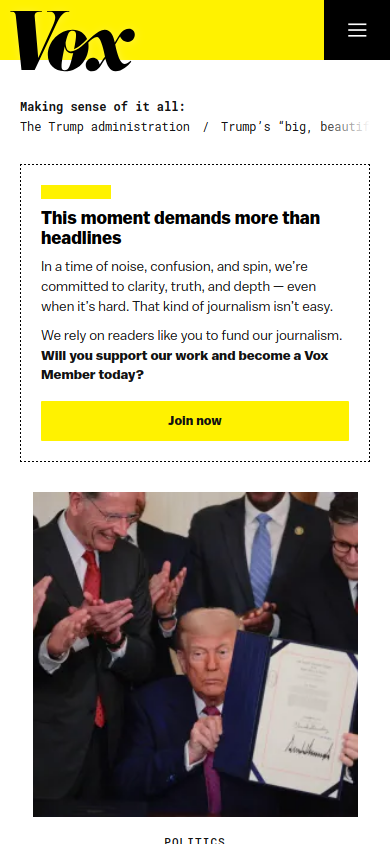 Vox
Making sense of it all:
The Trump administration / Trump’s “big, beauti
This moment demands more than
headlines
In a time of noise, confusion, and spin, we’re
committed to clarity, truth, and depth — even
when it’s hard. That kind of journalism isn’t easy.
We rely on readers like you to fund our journalism.
Will you support our work and become a Vox
Member today?
Join now
POLITICS